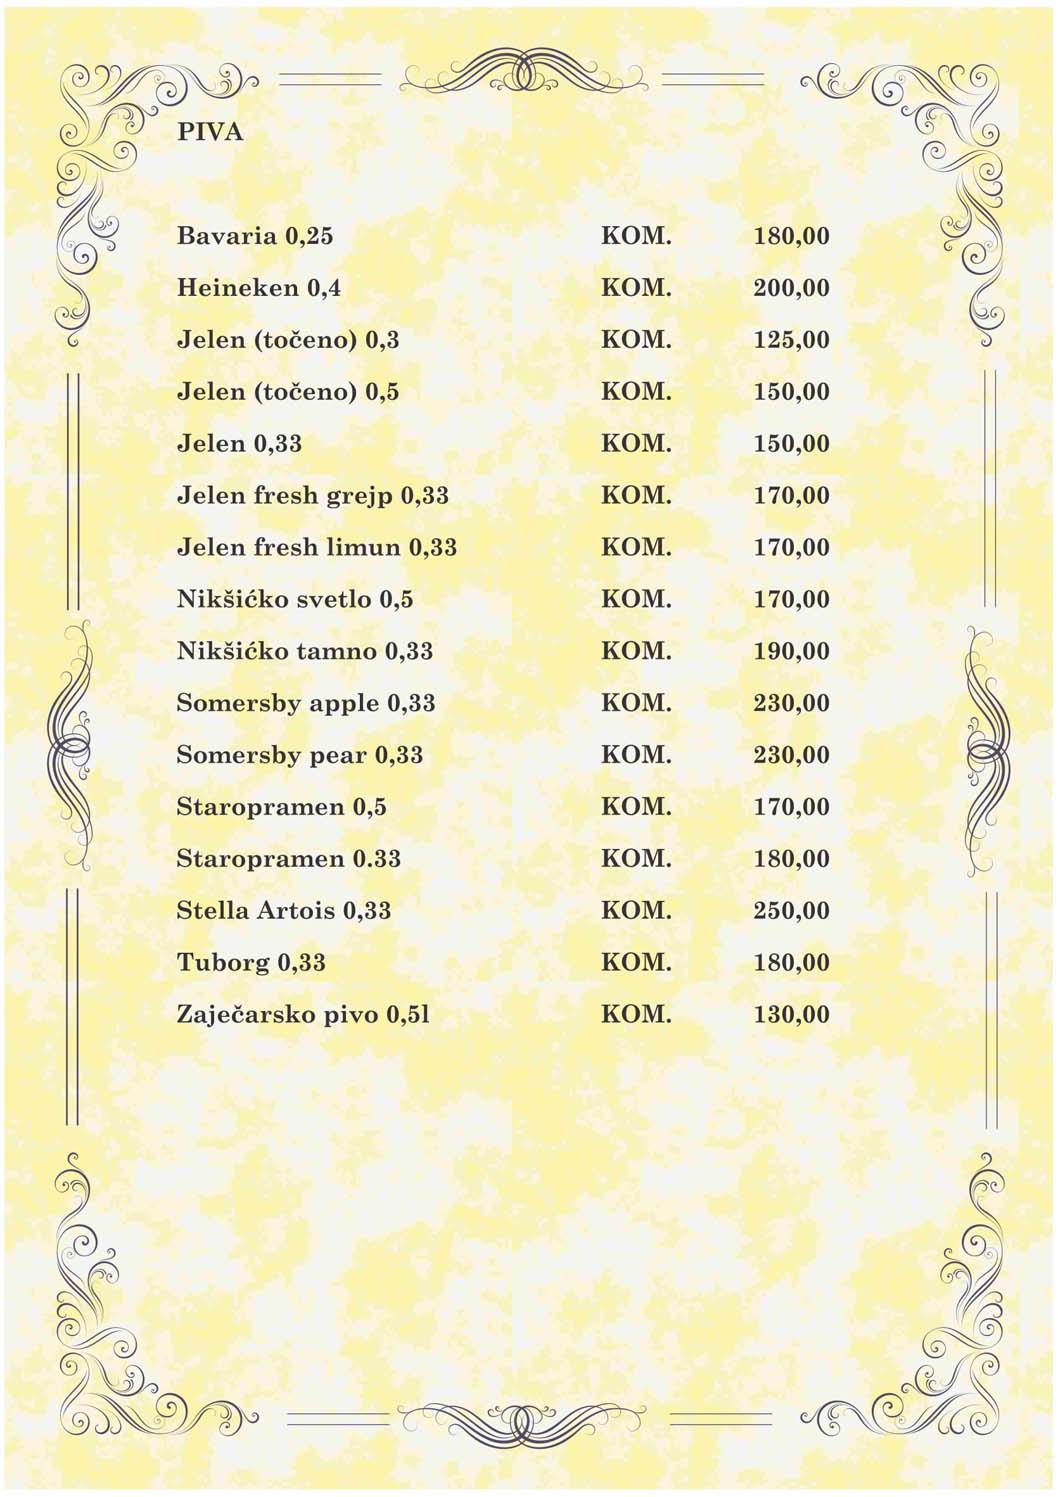 PIVA
Bavaria 0,25 KOM. 180,00
Heineken 0,4 KOM. 200,00
Jelen (točeno) 0,3 KOM. 125,00
Jelen (točeno) 0,5 KOM. 150,00
Jelen 0,33 KOM. 150,00
Jelen fresh grejp 0,33 KOM. 170,00
Jelen fresh limun 0,33 KOM. 170,00
Nikšićko svetlo 0,5 KOM. 170,00
Nikšićko tamno 0,33 KOM. 190,00
Somersby apple 0,33 KOM. 230,00
Somersby pear 0,33 KOM. 230,00
Staropramen 0,5 KOM. 170,00
Staropramen 0.33 KOM. 180,00
Stella Artois 0,33 KOM. 250,00
Tuborg 0,33 KOM. 180,00
Zaječarsko pivo 0,5l KOM. 130,00